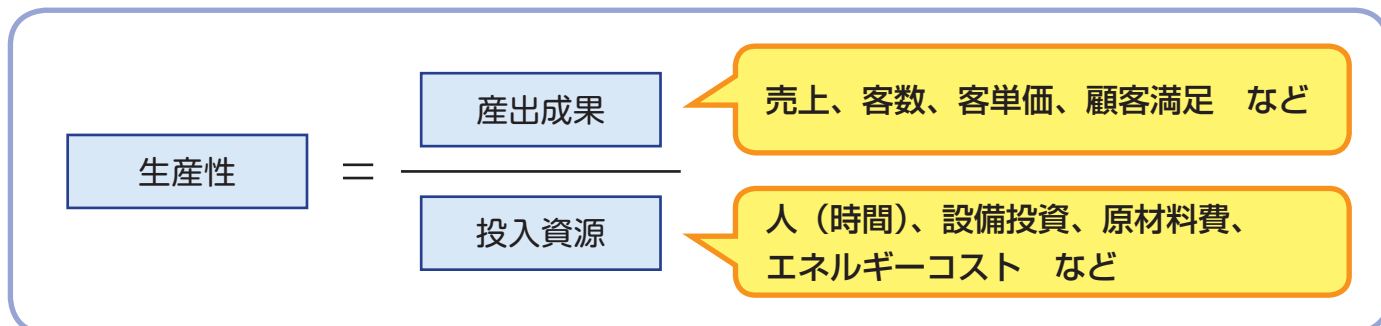 産出成果
売上、客数、客単価、顧客満足　など
生産性
＝
投入資源
人（時間）、設備投資、原材料費、
エネルギーコスト　など